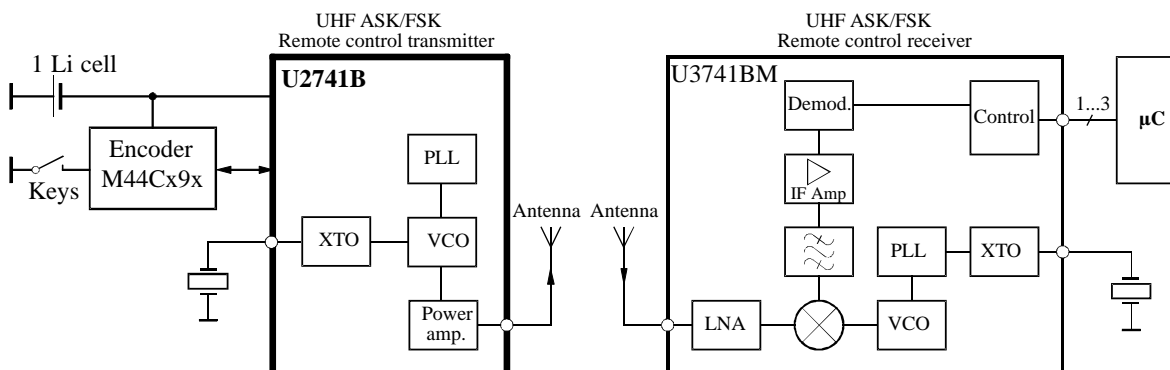 UHF ASK/FSK
Remote control transmitter
UHF ASK/FSK
Remote control receiver
1 Li cell
U2741B
U3741BM
Demod.
Control
1...3
µC
Encoder
M44Cx9x
Keys
PLL
IF Amp
Antenna
Antenna
XTO
VCO
PLL
XTO
Power
amp.
LNA
VCO